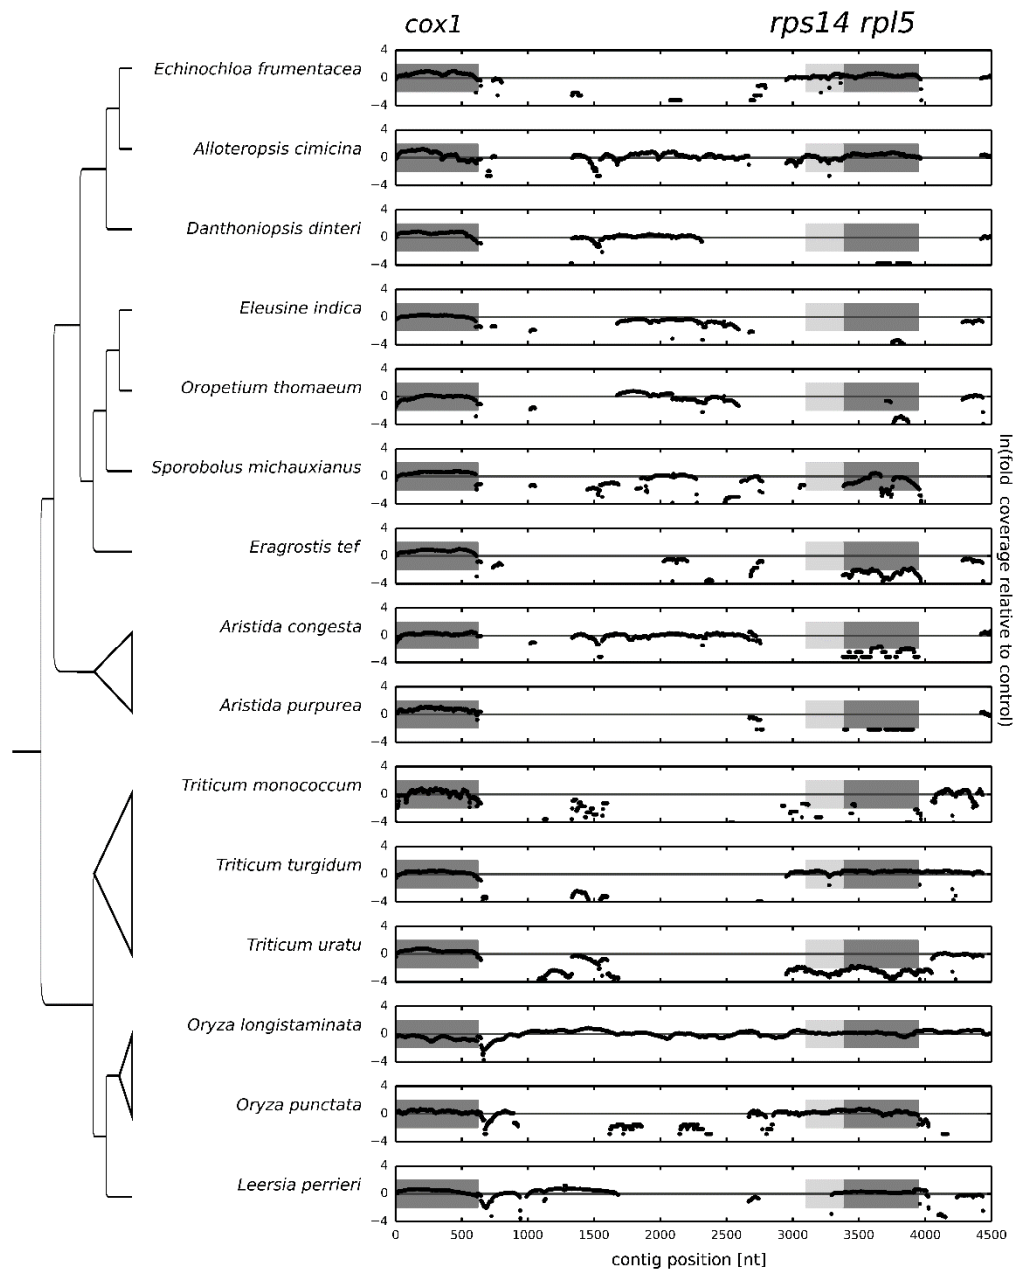 cox1 rps14 rpl5
Echinochloa frumentacea 4 0 −4
Alloteropsis cimicina 4 0 −4
Danthoniopsis dinteri 4 0 −4
Eleusine indica 4 0 −4
Oropetium thomaeum 4 0 −4
Sporobolus michauxianus 4 0 −4
Eragrostis tef 4 0 −4
Aristida congesta 4 0 −4
Aristida purpurea 4 0 −4
Triticum monococcum 4 0 −4
Triticum turgidum 4 0 −4
Triticum uratu 4 0 −4
Oryza longistaminata 4 0 −4
Oryza punctata 4 0 −4
Leersia perrieri 4 0 −4
0 500 1000 1500 2000 2500 3000 3500 4000 4500
contig position [nt]
ln(fold coverage relative to control)